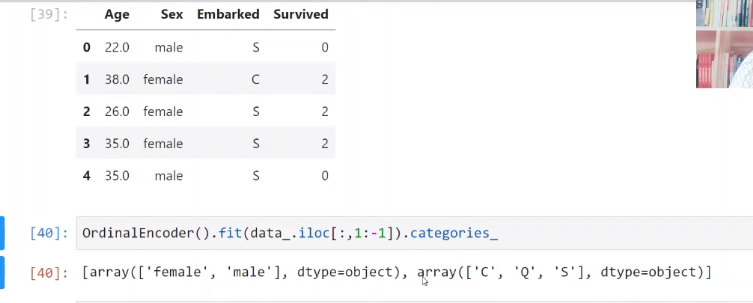 [39]: Age Sex Embarked Survived
0 22.0 male S 0
1 38.0 female C 2
2 26.0 female S 2
3 35.0 female S 2
4 35.0 male S 0
[40]: OrdinalEncoder().fit(data_.iloc[:,1:-1]).categories_
[40]: [array(['female', 'male'], dtype=object), array(['C', 'Q', 'S'], dtype=object)]